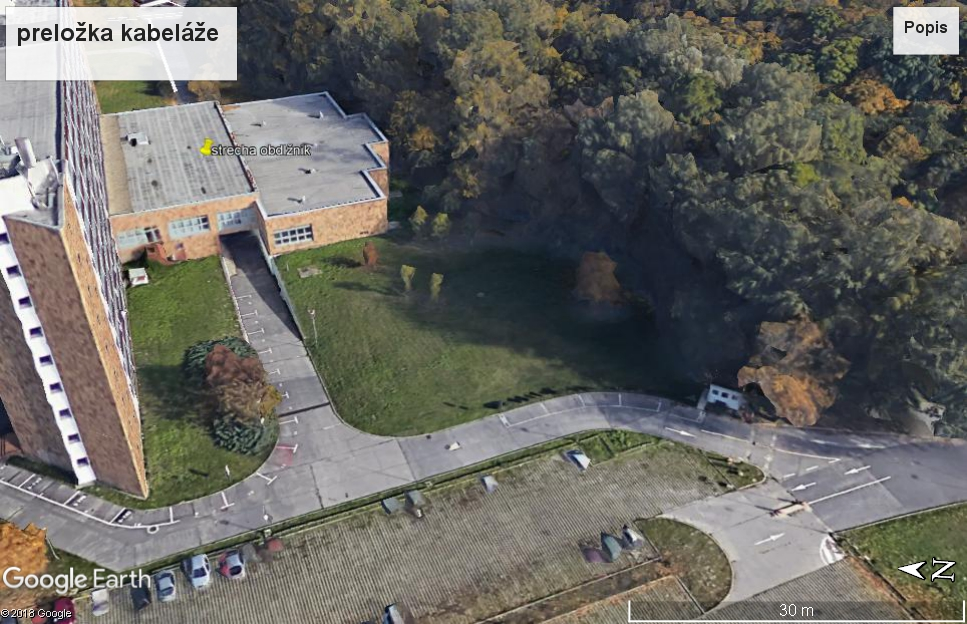 preložka kabeláže
Popis
strecha obdĺžnik
Google Earth
©2018 Google
30 m
N